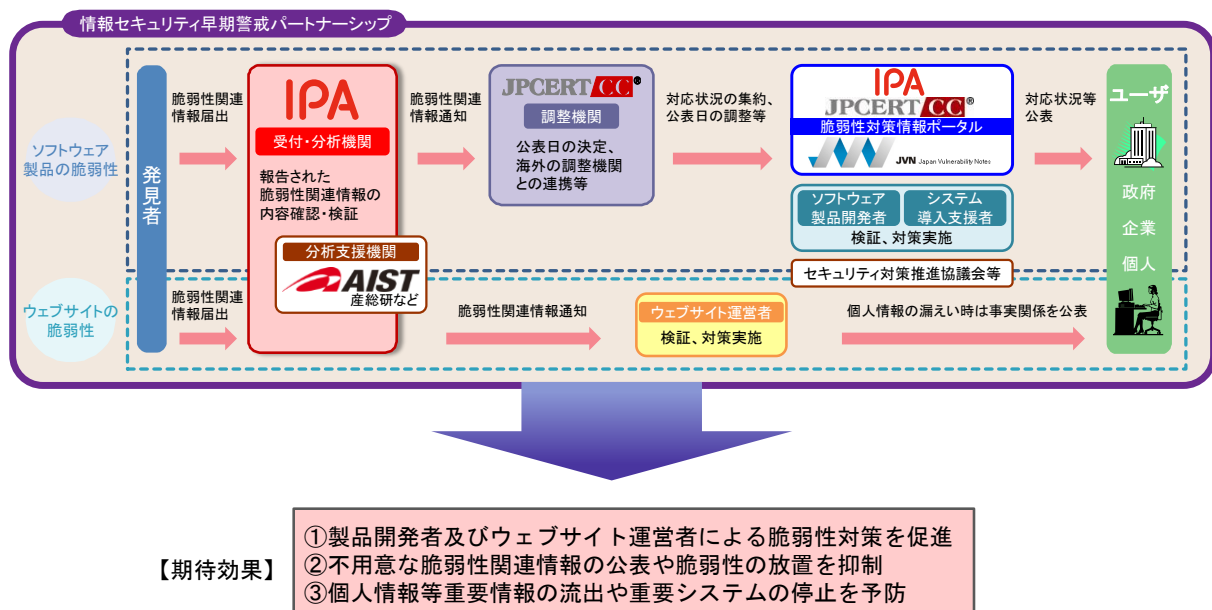 情報セキュリティ早期警戒パートナーシップ
ソフトウェア
製品の脆弱性
発見者
脆弱性関連
情報届出
IPA
受付・分析機関
報告された
脆弱性関連情報の
内容確認・検証
分析支援機関
AIST
産総研など
脆弱性関連
情報通知
JPCERT CC®
調整機関
公表日の決定、
海外の調整機関
との連携等
対応状況の集約、
公表日の調整等
IPA
JPCERT CC®
脆弱性対策情報ポータル
JVN Japan Vulnerability Notes
ソフトウェア
製品開発者
システム
導入支援者
検証、対策実施
セキュリティ対策推進協議会等
対応状況等
公表
ユーザ
政府
企業
個人
ウェブサイトの
脆弱性
脆弱性関連
情報届出
脆弱性関連情報通知
ウェブサイト運営者
検証、対策実施
個人情報の漏えい時は事実関係を公表
【期待効果】
①製品開発者及びウェブサイト運営者による脆弱性対策を促進
②不用意な脆弱性関連情報の公表や脆弱性の放置を抑制
③個人情報等重要情報の流出や重要システムの停止を予防